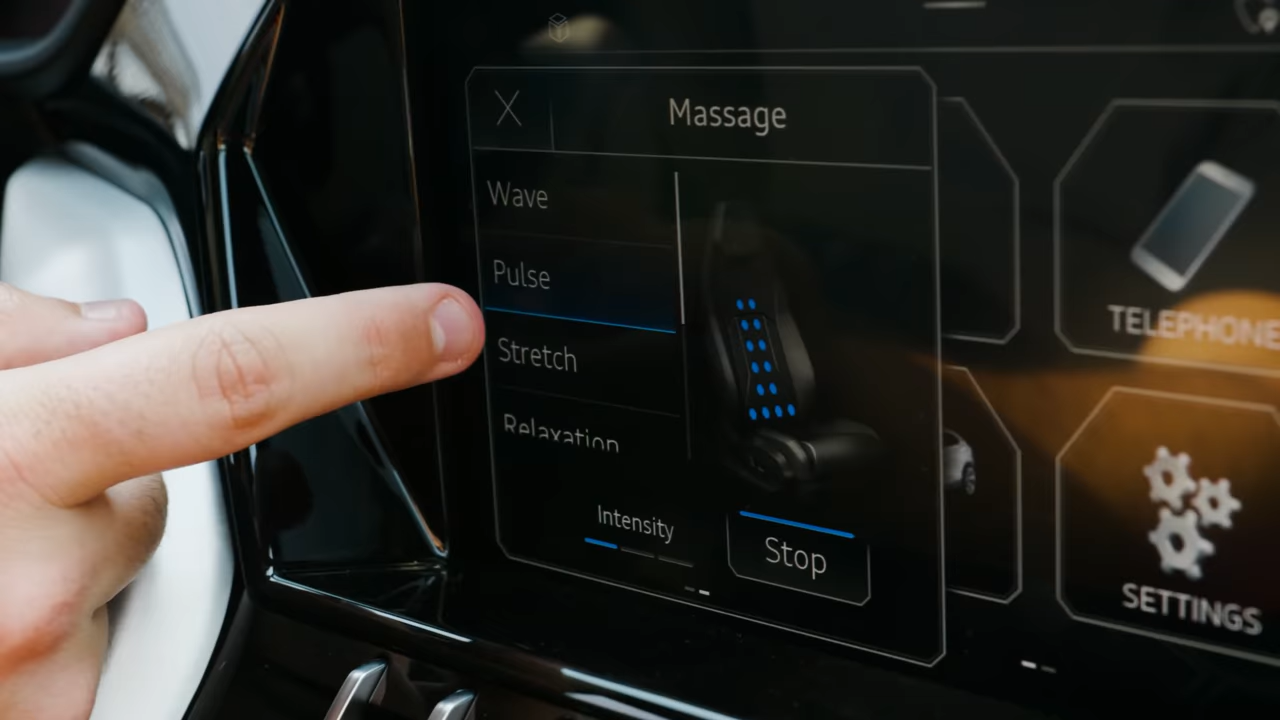 Massage
Wave
Pulse
Stretch
Relaxation
Intensity
Stop
TELEPHONE
SETTINGS